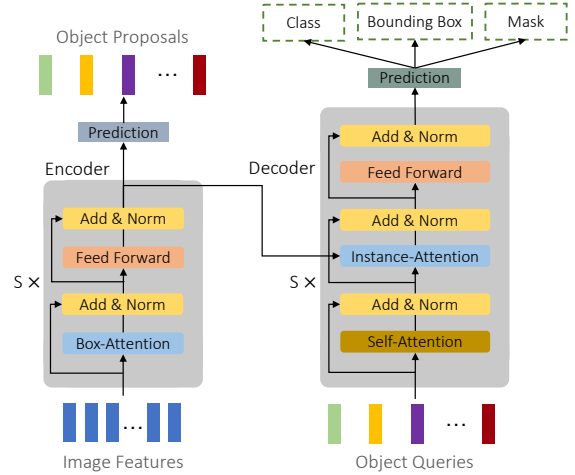 Object Proposals
...
Prediction
Encoder
Add & Norm
Feed Forward
S ×
Add & Norm
Box-Attention
...
Image Features
Class
Bounding Box
Mask
Prediction
Decoder
Add & Norm
Feed Forward
Add & Norm
Instance-Attention
S ×
Add & Norm
Self-Attention
...
Object Queries